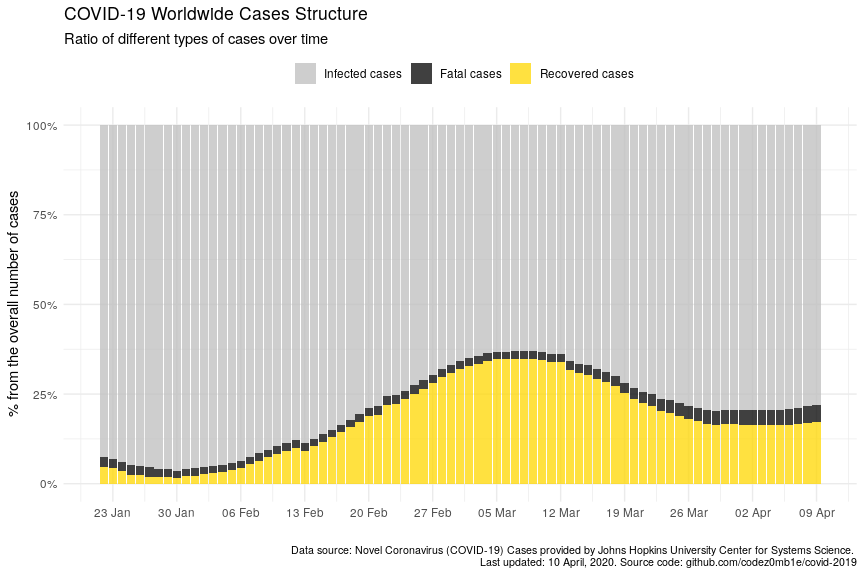 COVID-19 Worldwide Cases Structure
Ratio of different types of cases over time
Infected cases Fatal cases Recovered cases
100%
75%
50%
25%
0%
% from the overall number of cases
23 Jan 30 Jan 06 Feb 13 Feb 20 Feb 27 Feb 05 Mar 12 Mar 19 Mar 26 Mar 02 Apr 09 Apr
Data source: Novel Coronavirus (COVID-19) Cases provided by Johns Hopkins University Center for Systems Science.
Last updated: 10 April, 2020. Source code: github.com/codez0mb1e/covid-2019